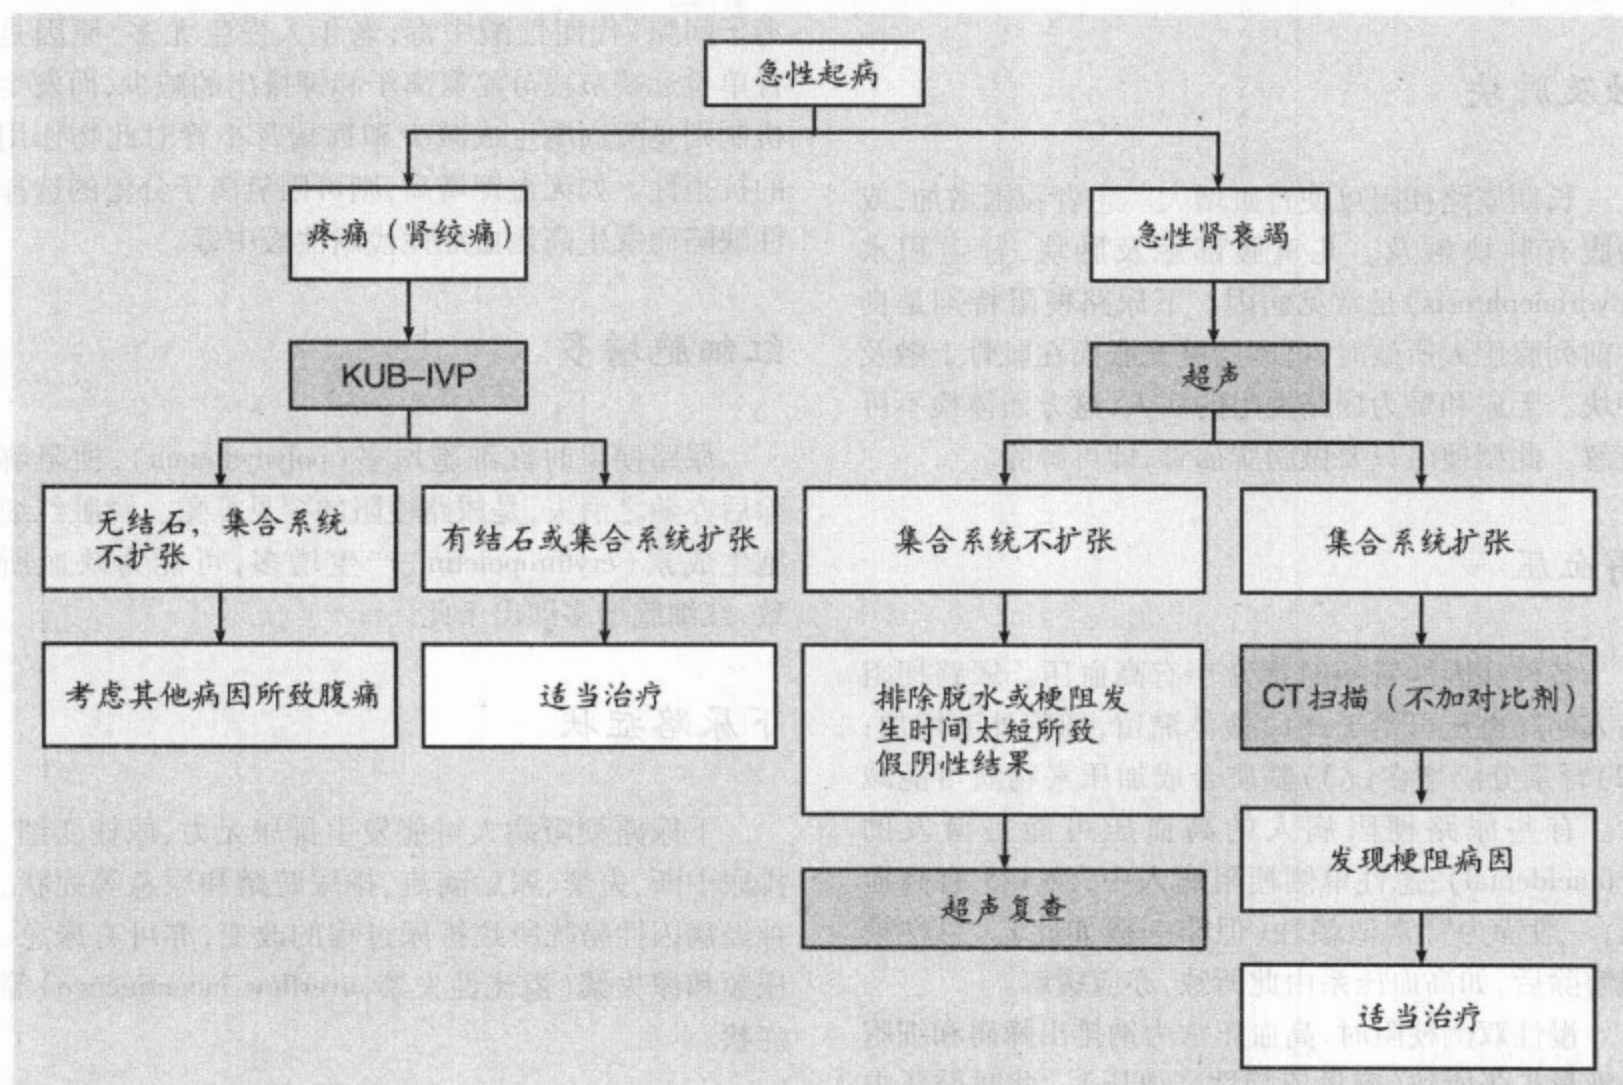 急性起病
疼痛（肾绞痛）
急性肾衰竭
KUB–IVP
超声
无结石，集合系统
不扩张
有结石或集合系统扩张
集合系统不扩张
集合系统扩张
考虑其他病因所致腹痛
适当治疗
排除脱水或梗阻发
生时间太短所致
假阴性结果
CT扫描（不加对比剂）
超声复查
发现梗阻病因
适当治疗